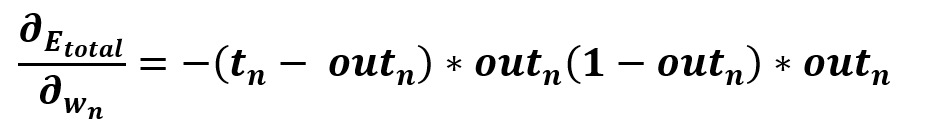 ∂E_total / ∂w_n = −(t_n − out_n) * out_n(1 − out_n) * out_n